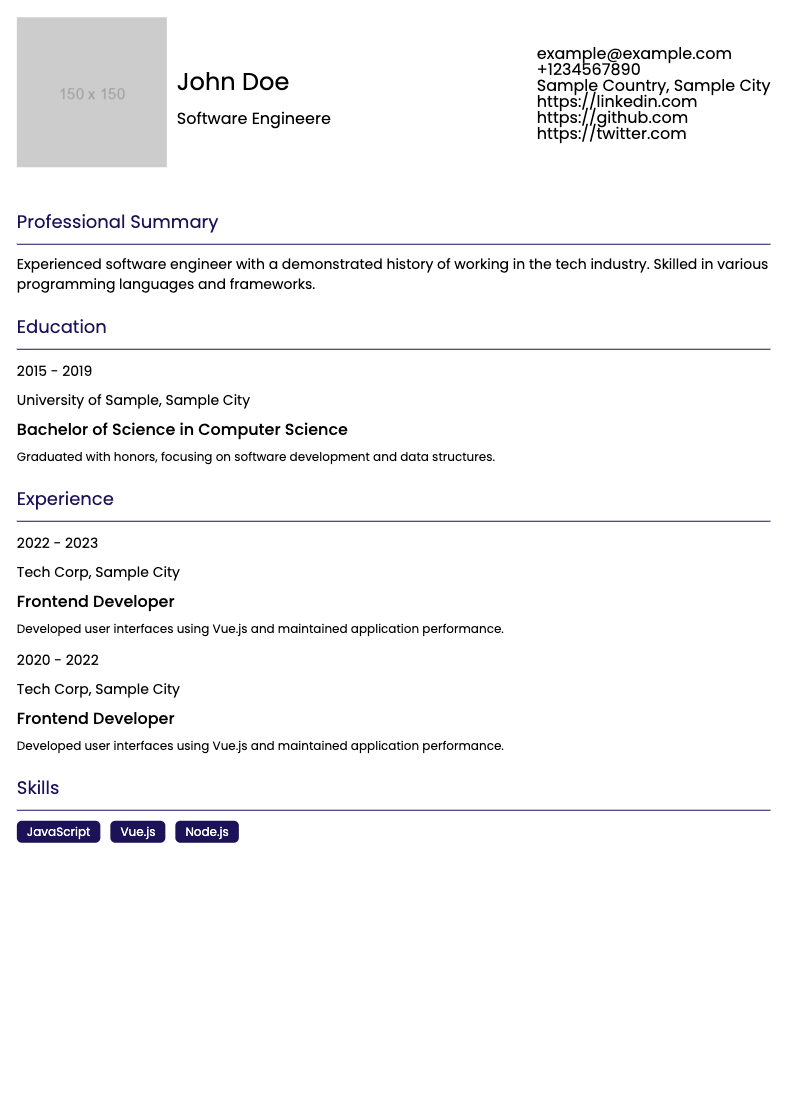 150 x 150
John Doe
Software Engineere
example@example.com
+1234567890
Sample Country, Sample City
https://linkedin.com
https://github.com
https://twitter.com
Professional Summary
Experienced software engineer with a demonstrated history of working in the tech industry. Skilled in various
programming languages and frameworks.
Education
2015 - 2019
University of Sample, Sample City
Bachelor of Science in Computer Science
Graduated with honors, focusing on software development and data structures.
Experience
2022 - 2023
Tech Corp, Sample City
Frontend Developer
Developed user interfaces using Vue.js and maintained application performance.
2020 - 2022
Tech Corp, Sample City
Frontend Developer
Developed user interfaces using Vue.js and maintained application performance.
Skills
JavaScript Vue.js Node.js